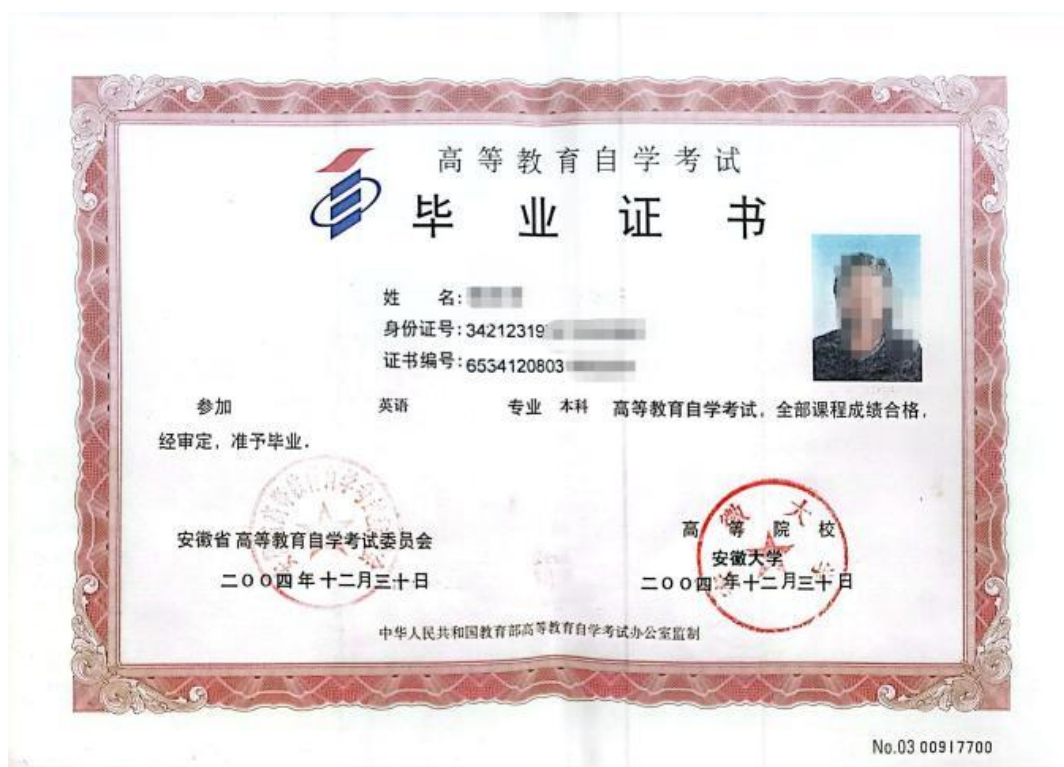 高等教育自学考试
毕业证书
姓 名:
身份证号:34212319
证书编号:6534120803
参加 英语 专业 本科 高等教育自学考试,全部课程成绩合格,
经审定,准予毕业.
安徽省高等教育自学考试委员会
二00四年十二月三十日
高等院校
安徽大学
二00四年十二月三十日
中华人民共和国教育部高等教育自学考试办公室监制
No.03 00917700